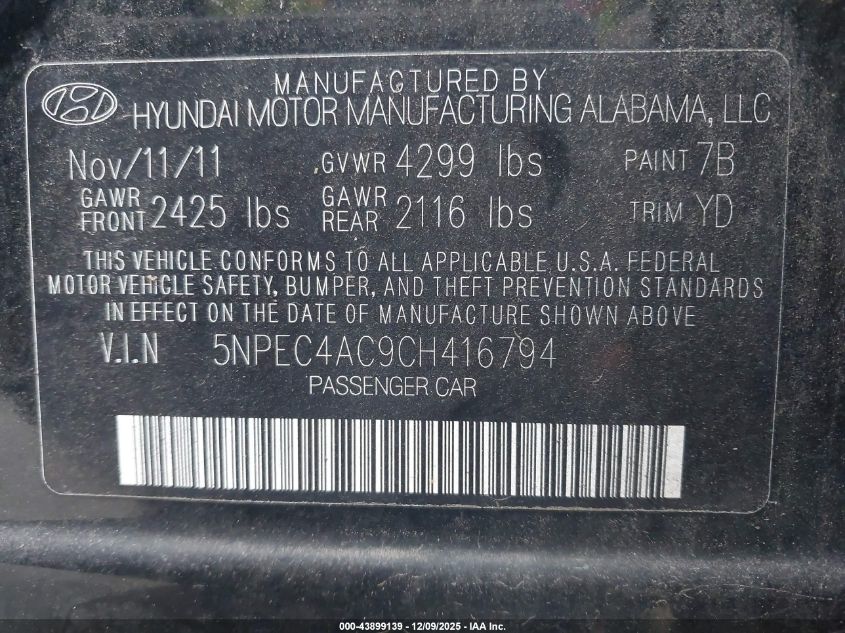 MANUFACTURED BY
HYUNDAI MOTOR MANUFACTURING ALABAMA, LLC
Nov/11/11 GVWR 4299 lbs PAINT 7B
GAWR FRONT 2425 lbs GAWR REAR 2116 lbs TRIM YD
THIS VEHICLE CONFORMS TO ALL APPLICABLE U.S.A. FEDERAL
MOTOR VEHICLE SAFETY, BUMPER, AND THEFT PREVENTION STANDARDS
IN EFFECT ON THE DATE OF MANUFACTURE SHOWN ABOVE
V.I.N 5NPEC4AC9CH416794
PASSENGER CAR
000-43899139 | 12/09/2025 - IAA Inc.